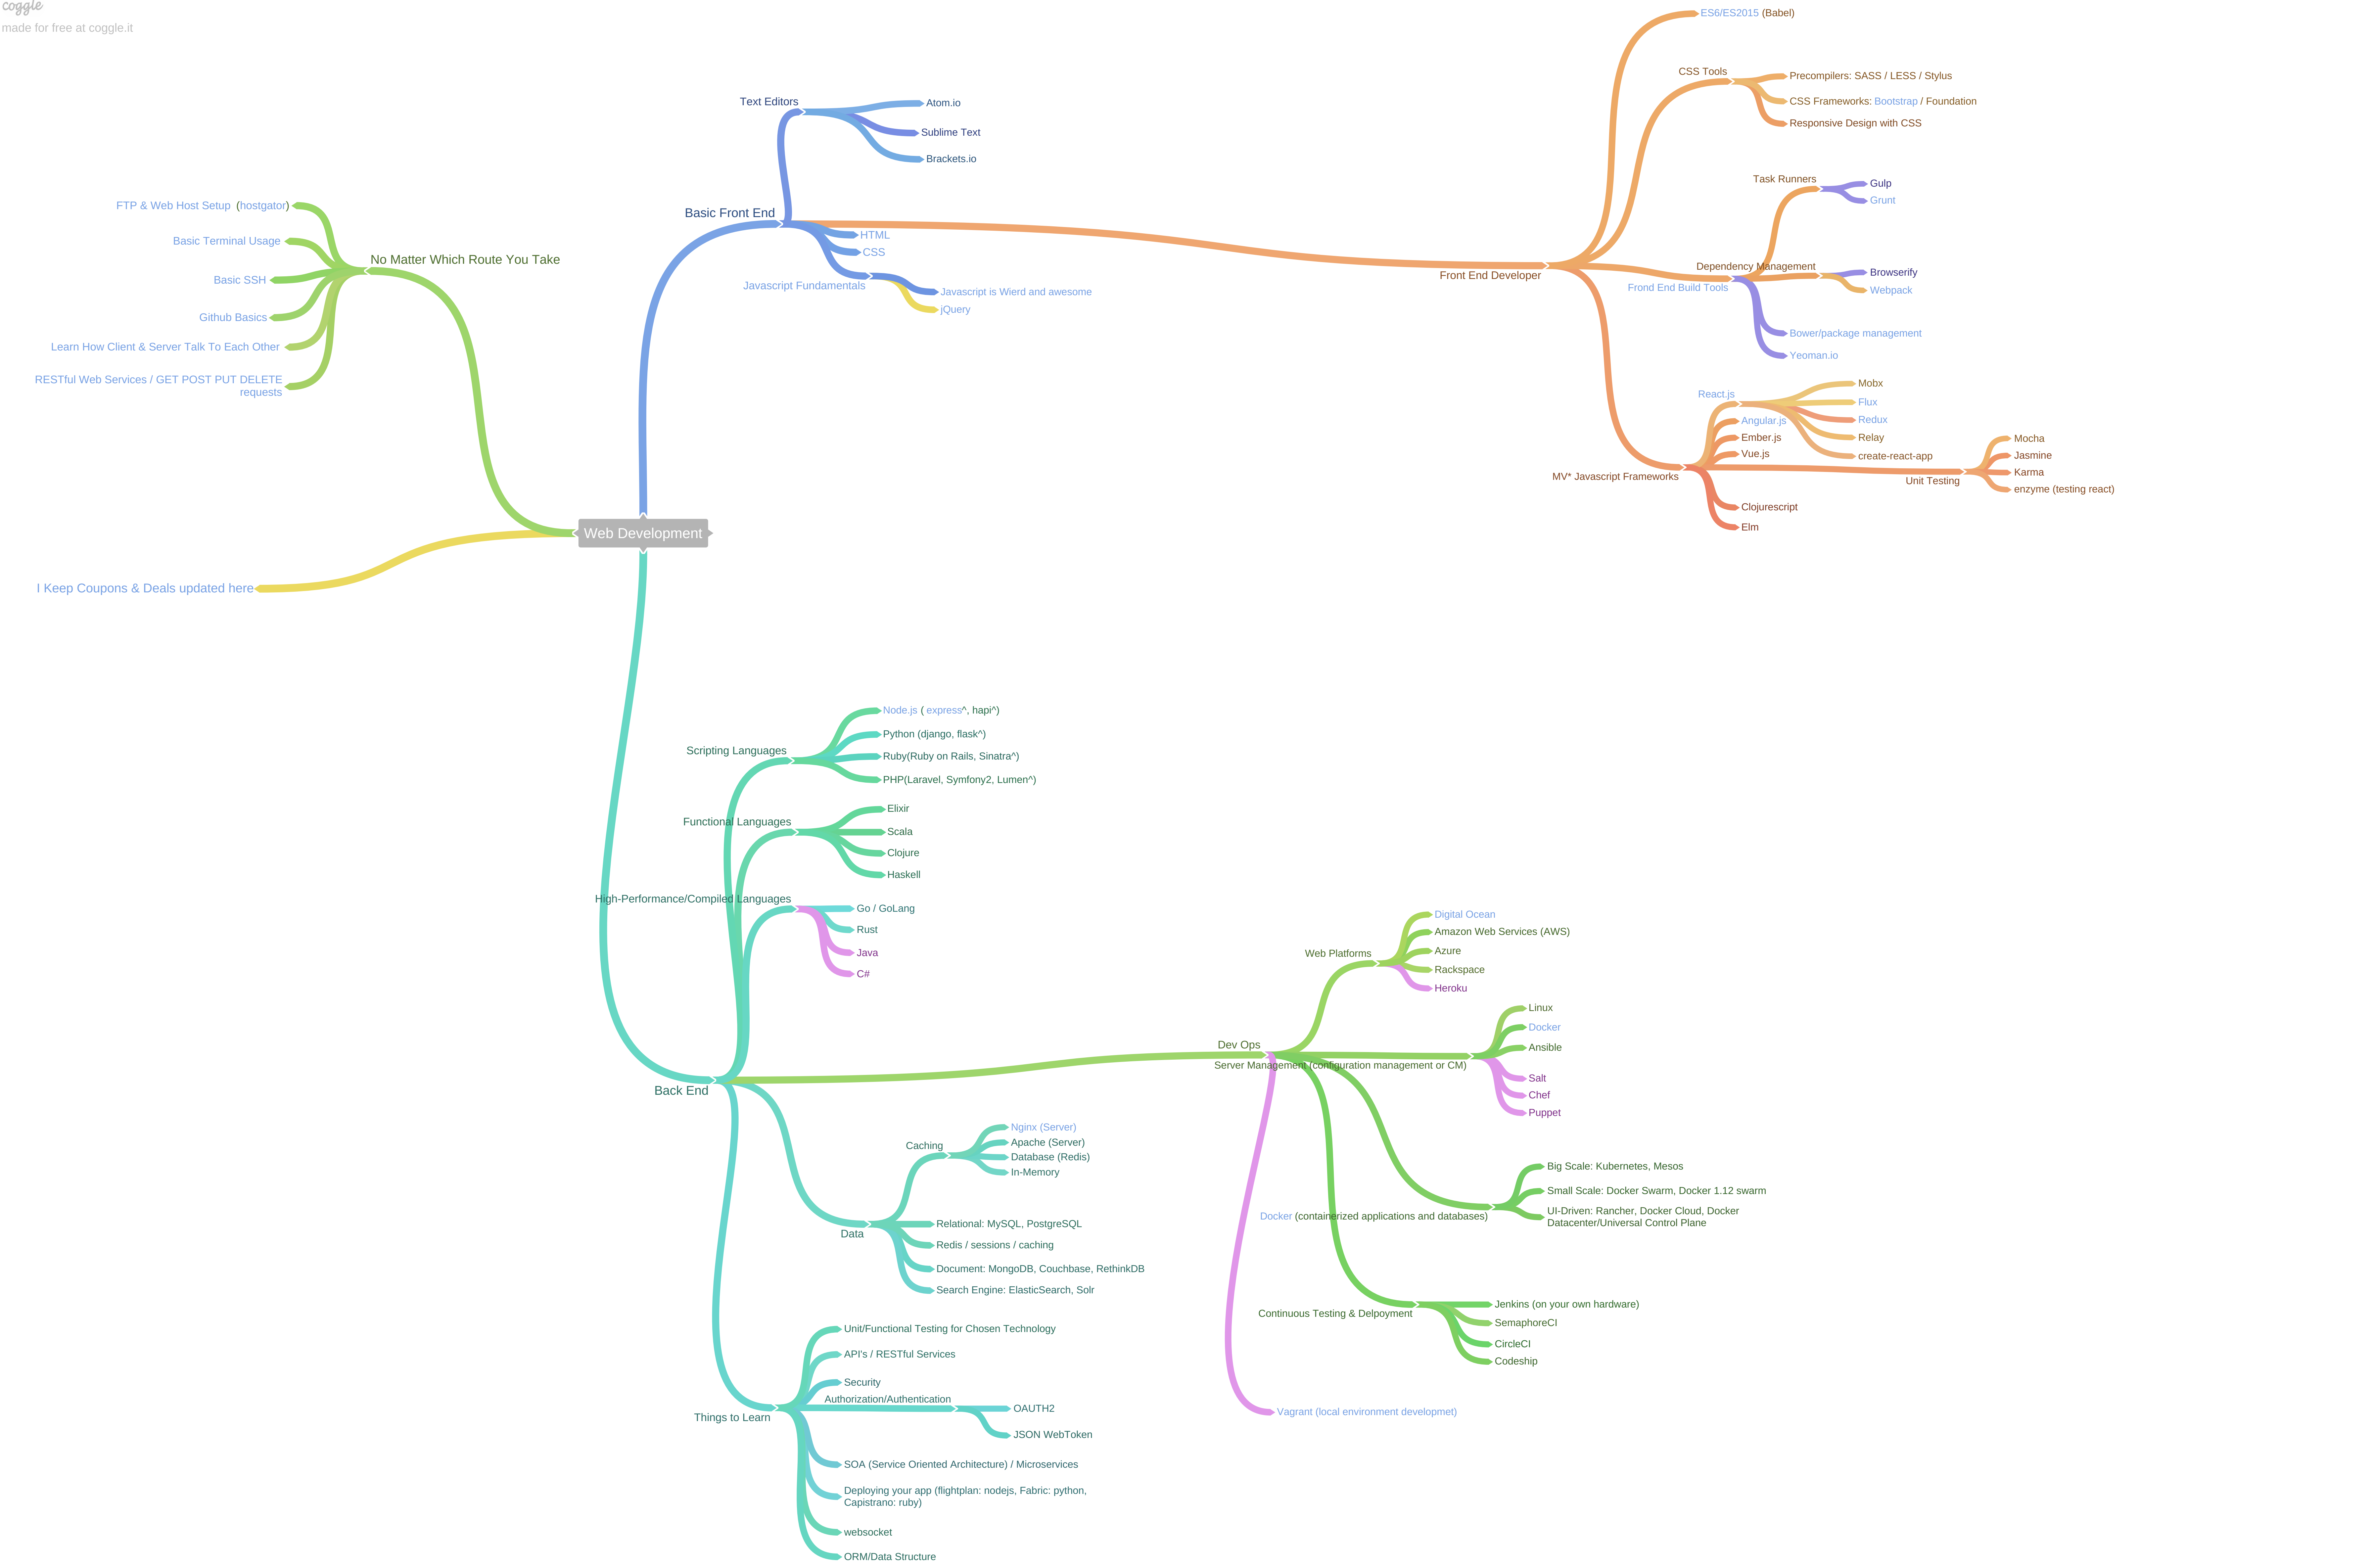 coggle
made for free at coggle.it
Web Development
No Matter Which Route You Take
FTP & Web Host Setup (hostgator)
Basic Terminal Usage
Basic SSH
Github Basics
Learn How Client & Server Talk To Each Other
RESTful Web Services / GET POST PUT DELETE
requests
I Keep Coupons & Deals updated here
Basic Front End
Text Editors
Atom.io
Sublime Text
Brackets.io
HTML
CSS
Javascript Fundamentals
Javascript is Wierd and awesome
jQuery
Front End Developer
ES6/ES2015 (Babel)
CSS Tools
Precompilers: SASS / LESS / Stylus
CSS Frameworks: Bootstrap / Foundation
Responsive Design with CSS
Frond End Build Tools
Task Runners
Gulp
Grunt
Dependency Management
Browserify
Webpack
Bower/package management
Yeoman.io
MV* Javascript Frameworks
React.js
Mobx
Flux
Redux
Relay
create-react-app
Angular.js
Ember.js
Vue.js
Unit Testing
Mocha
Jasmine
Karma
enzyme (testing react)
Clojurescript
Elm
Back End
Scripting Languages
Node.js ( express^, hapi^)
Python (django, flask^)
Ruby(Ruby on Rails, Sinatra^)
PHP(Laravel, Symfony2, Lumen^)
Functional Languages
Elixir
Scala
Clojure
Haskell
High-Performance/Compiled Languages
Go / GoLang
Rust
Java
C#
Dev Ops
Web Platforms
Digital Ocean
Amazon Web Services (AWS)
Azure
Rackspace
Heroku
Server Management (configuration management or CM)
Linux
Docker
Ansible
Salt
Chef
Puppet
Docker (containerized applications and databases)
Big Scale: Kubernetes, Mesos
Small Scale: Docker Swarm, Docker 1.12 swarm
UI-Driven: Rancher, Docker Cloud, Docker
Datacenter/Universal Control Plane
Continuous Testing & Delpoyment
Jenkins (on your own hardware)
SemaphoreCI
CircleCI
Codeship
Vagrant (local environment developmet)
Data
Caching
Nginx (Server)
Apache (Server)
Database (Redis)
In-Memory
Relational: MySQL, PostgreSQL
Redis / sessions / caching
Document: MongoDB, Couchbase, RethinkDB
Search Engine: ElasticSearch, Solr
Things to Learn
Unit/Functional Testing for Chosen Technology
API's / RESTful Services
Security
Authorization/Authentication
OAUTH2
JSON WebToken
SOA (Service Oriented Architecture) / Microservices
Deploying your app (flightplan: nodejs, Fabric: python,
Capistrano: ruby)
websocket
ORM/Data Structure